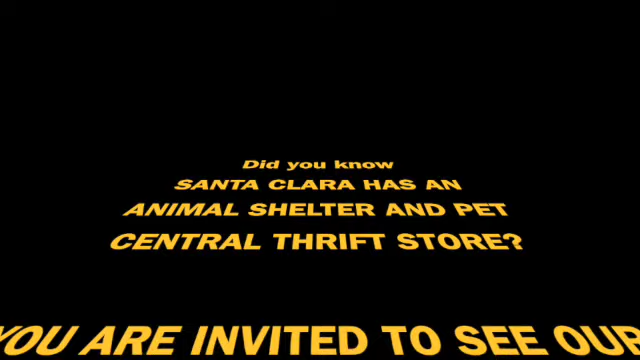 Did you know
SANTA CLARA HAS AN
ANIMAL SHELTER AND PET
CENTRAL THRIFT STORE?
YOU ARE INVITED TO SEE OUR